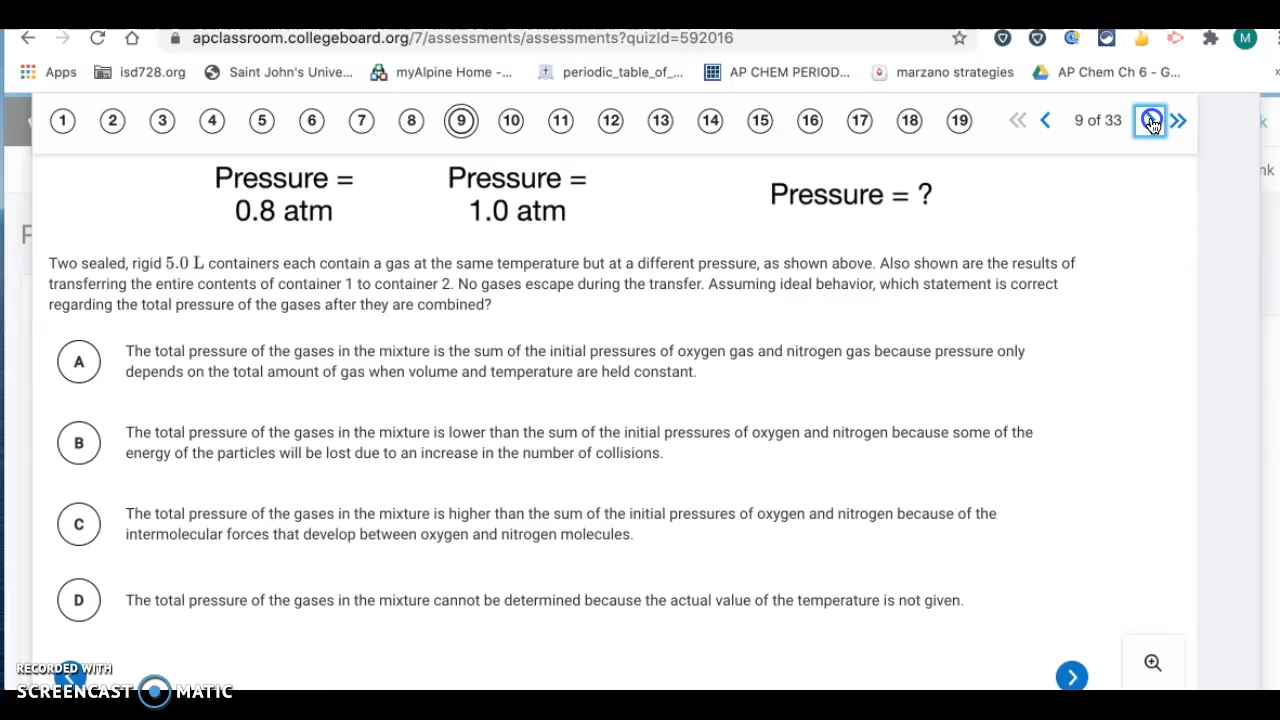 apclassroom.collegeboard.org/7/assessments/assessments?quizId=592016
M
Apps isd728.org Saint John's Unive... myAlpine Home -... periodic_table_of_... AP CHEM PERIOD... marzano strategies AP Chem Ch 6 - G...
1 2 3 4 5 6 7 8 9 10 11 12 13 14 15 16 17 18 19 9 of 33
Pressure = 0.8 atm
Pressure = 1.0 atm
Pressure = ?
Two sealed, rigid 5.0 L containers each contain a gas at the same temperature but at a different pressure, as shown above. Also shown are the results of
transferring the entire contents of container 1 to container 2. No gases escape during the transfer. Assuming ideal behavior, which statement is correct
regarding the total pressure of the gases after they are combined?
A The total pressure of the gases in the mixture is the sum of the initial pressures of oxygen gas and nitrogen gas because pressure only
depends on the total amount of gas when volume and temperature are held constant.
B The total pressure of the gases in the mixture is lower than the sum of the initial pressures of oxygen and nitrogen because some of the
energy of the particles will be lost due to an increase in the number of collisions.
C The total pressure of the gases in the mixture is higher than the sum of the initial pressures of oxygen and nitrogen because of the
intermolecular forces that develop between oxygen and nitrogen molecules.
D The total pressure of the gases in the mixture cannot be determined because the actual value of the temperature is not given.
RECORDED WITH
SCREENCAST MATIC